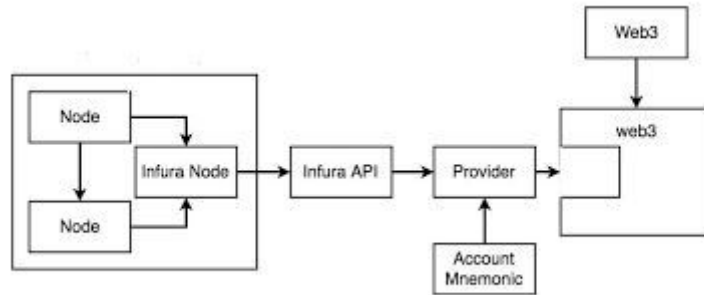 Web3
Node
web3
Infura Node
Infura API
Provider
Node
Account
Mnemonic